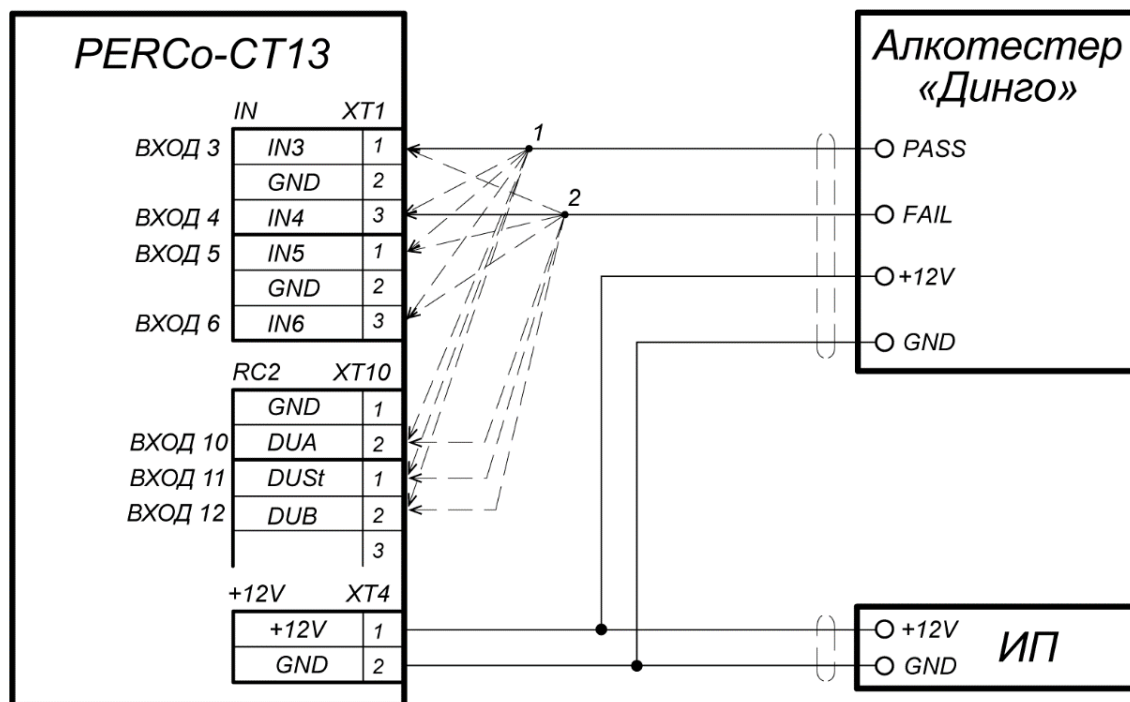 PERCo-CT13
IN XT1
ВХОД 3 IN3 1
GND 2
ВХОД 4 IN4 3
ВХОД 5 IN5 1
GND 2
ВХОД 6 IN6 3
RC2 XT10
GND 1
ВХОД 10 DUA 2
ВХОД 11 DUSt 1
ВХОД 12 DUB 2
3
+12V XT4
+12V 1
GND 2
1
2
Алкотестер
«Динго»
PASS
FAIL
+12V
GND
+12V
GND
ИП